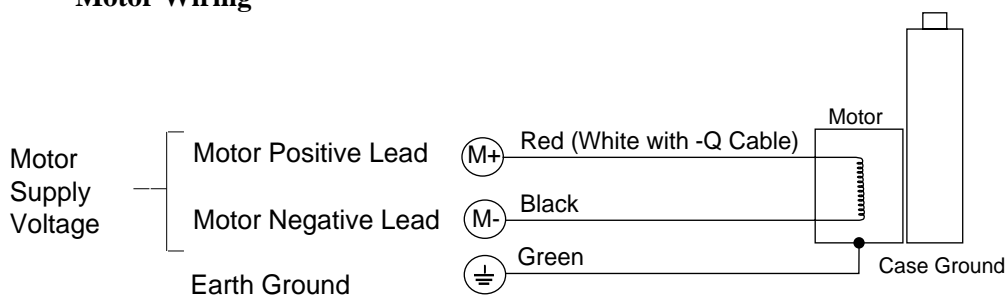 Motor Wiring
Motor
Motor Positive Lead
M+
Red (White with -Q Cable)
Motor
Supply
Voltage
Motor Negative Lead
M-
Black
Earth Ground
Green
Case Ground